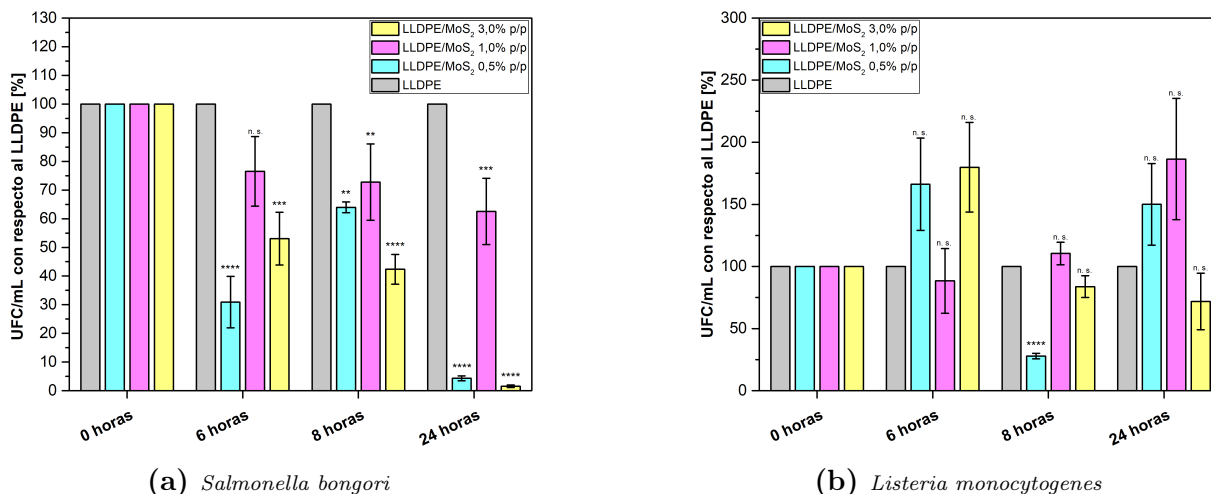 130
120
110
100
90
80
70
60
50
40
30
20
10
0
UFC/mL con respecto al LLDPE [%]
LLDPE/MoS₂ 3,0% p/p
LLDPE/MoS₂ 1,0% p/p
LLDPE/MoS₂ 0,5% p/p
LLDPE
n. s.
****
***
**
**
****
****
***
****
0 horas
6 horas
8 horas
24 horas
(a) Salmonella bongori
300
250
200
150
100
50
0
UFC/mL con respecto al LLDPE [%]
LLDPE/MoS₂ 3,0% p/p
LLDPE/MoS₂ 1,0% p/p
LLDPE/MoS₂ 0,5% p/p
LLDPE
n. s.
n. s.
n. s.
****
n. s.
n. s.
n. s.
n. s.
n. s.
0 horas
6 horas
8 horas
24 horas
(b) Listeria monocytogenes